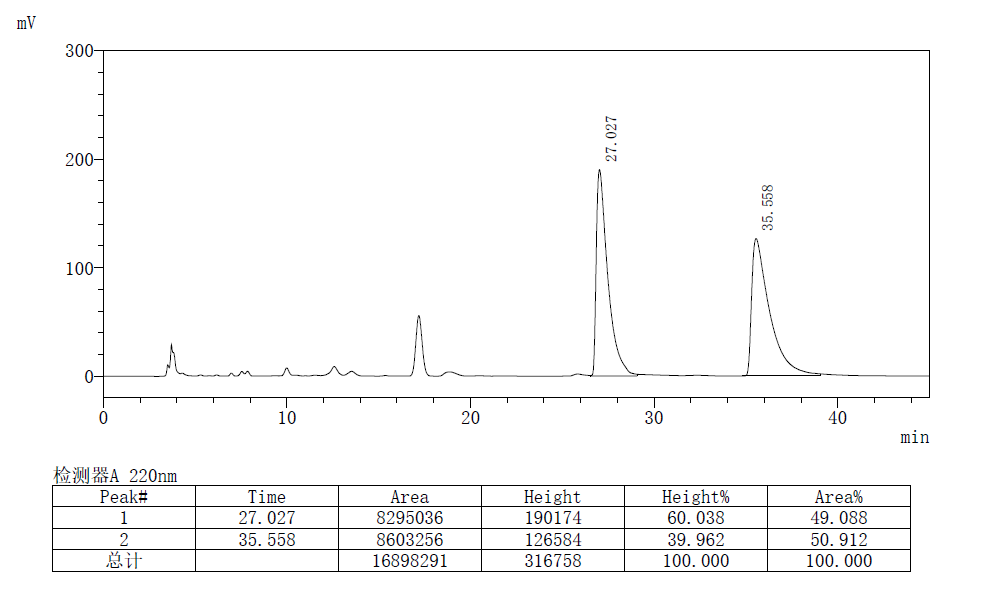 mV
300
27.027
200
35.558
100
0
0 10 20 30 40
min
检测器A 220nm
Peak# Time Area Height Height% Area%
1 27.027 8295036 190174 60.038 49.088
2 35.558 8603256 126584 39.962 50.912
总计 16898291 316758 100.000 100.000